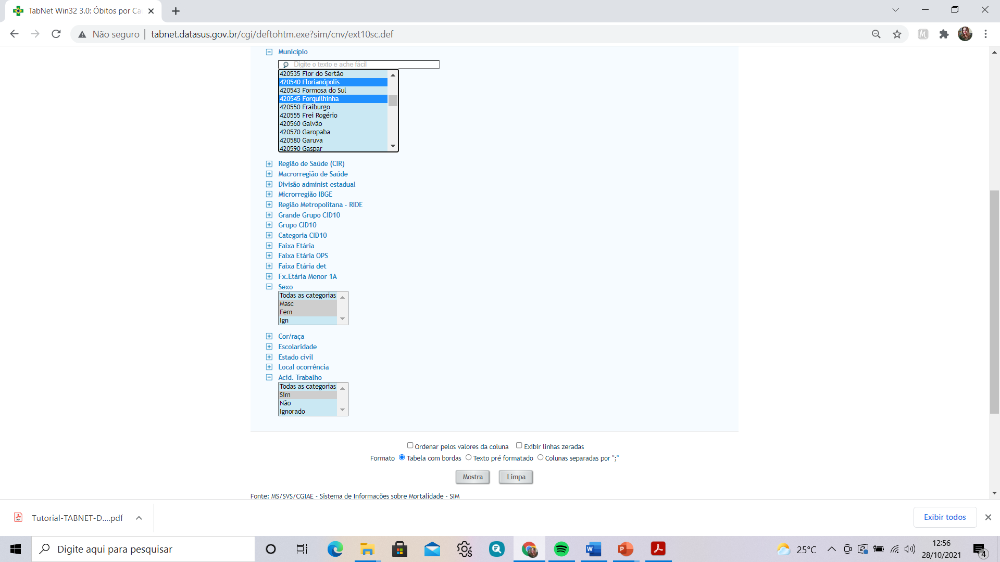 TabNet Win32 3.0: Óbitos por Ca
Não seguro
tabnet.datasus.gov.br/cgi/deftohtm.exe?sim/cnv/ext10sc.def
Município
Digite o texto e ache fácil
420535 Flor do Sertão
420540 Florianópolis
420543 Formosa do Sul
420545 Forquilhinha
420550 Fraiburgo
420555 Frei Rogério
420560 Galvão
420570 Garopaba
420580 Garuva
420590 Gaspar
Região de Saúde (CIR)
Macrorregião de Saúde
Divisão administ estadual
Microrregião IBGE
Região Metropolitana - RIDE
Grande Grupo CID10
Grupo CID10
Categoria CID10
Faixa Etária
Faixa Etária OPS
Faixa Etária det
Fx.Etária Menor 1A
Sexo
Todas as categorias
Masc
Fem
Ign
Cor/raça
Escolaridade
Estado civil
Local ocorrência
Acid. Trabalho
Todas as categorias
Sim
Não
Ignorado
Ordenar pelos valores da coluna Exibir linhas zeradas
Formato Tabela com bordas Texto pré formatado Colunas separadas por ";"
Mostra Limpa
Fonte: MS/SVS/CGIAE - Sistema de Informações sobre Mortalidade - SIM
Tutorial-TABNET-D....pdf
Exibir todos
Digite aqui para pesquisar
25°C
12:56
28/10/2021
4